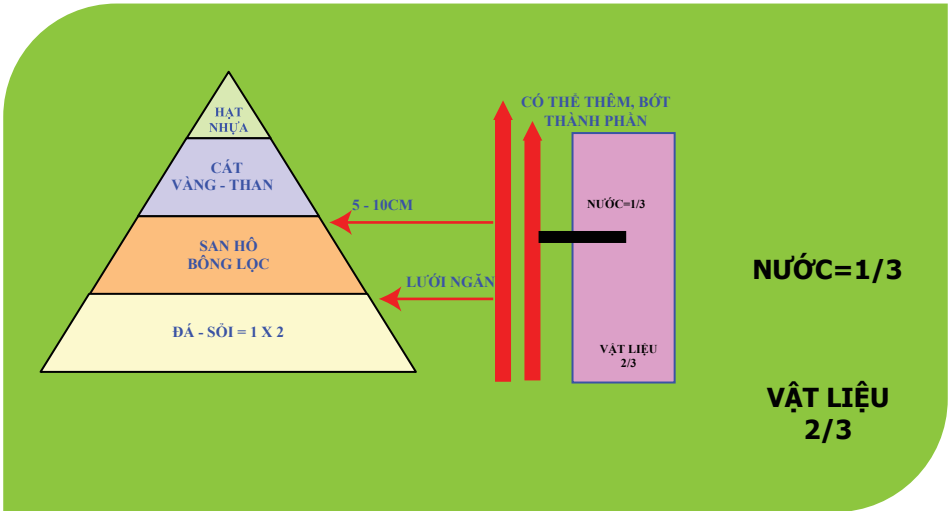 HẠT
NHỰA
CÁT
VÀNG - THAN
SAN HÔ
BÔNG LỌC
ĐÁ - SỎI = 1 X 2
5 - 10CM
LƯỚI NGĂN
CÓ THỂ THÊM, BỚT
THÀNH PHẦN
NƯỚC=1/3
VẬT LIỆU
2/3
NƯỚC=1/3
VẬT LIỆU
2/3